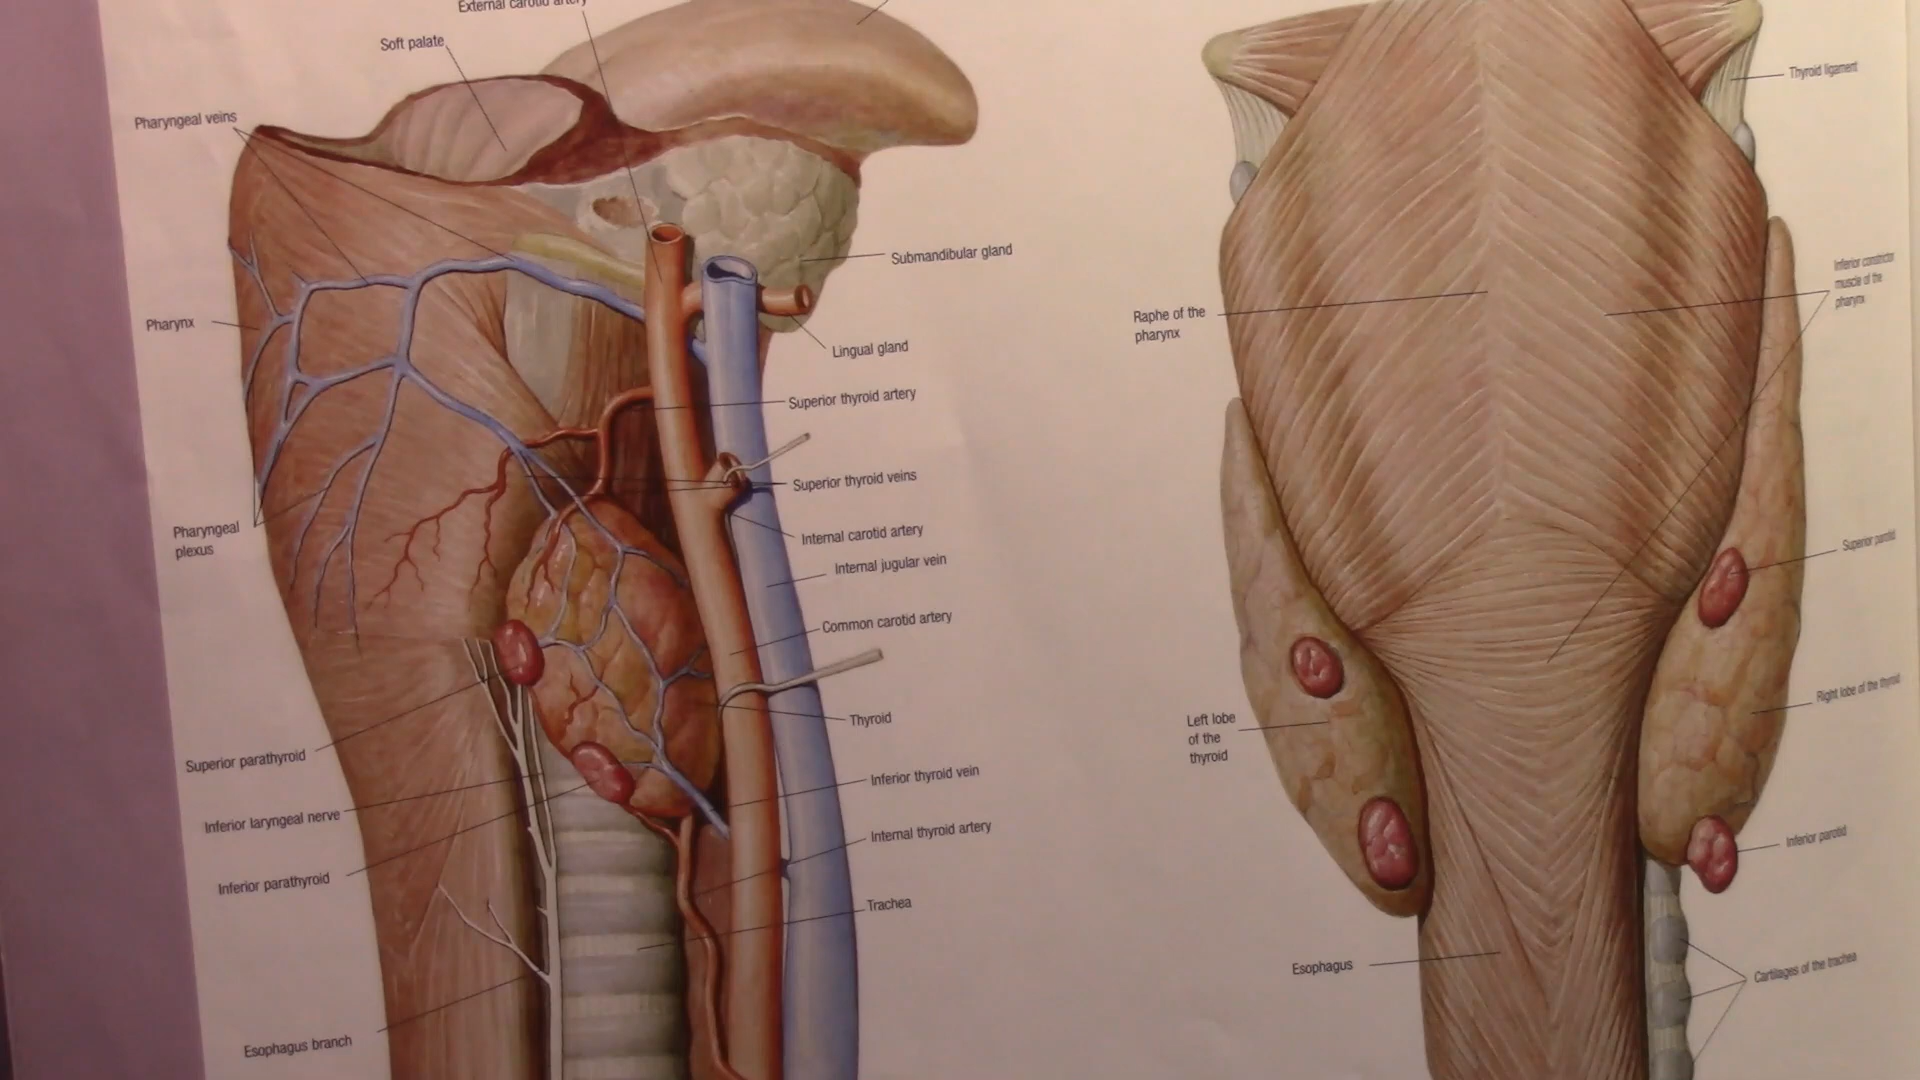 External carotid artery
Soft palate
Pharyngeal veins
Submandibular gland
Pharynx
Lingual gland
Superior thyroid artery
Superior thyroid veins
Pharyngeal
plexus
Internal carotid artery
Internal jugular vein
Common carotid artery
Thyroid
Superior parathyroid
Inferior thyroid vein
Inferior laryngeal nerve
Internal thyroid artery
Inferior parathyroid
Trachea
Esophagus branch
Thyroid ligament
Raphe of the
pharynx
Inferior constrictor
muscle of the
pharynx
Superior parotid
Right lobe of the thyroid
Left lobe
of the
thyroid
Inferior parotid
Esophagus
Cartilages of the trachea